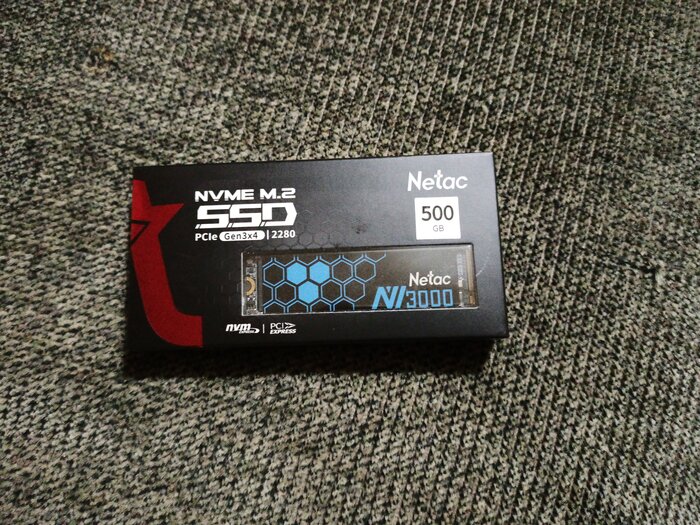 NVME M.2
SSD
PCIe Gen3x4 | 2280
Netac
500
GB
Netac
NV3000
nvm
EXPRESS
PCI
EXPRESS